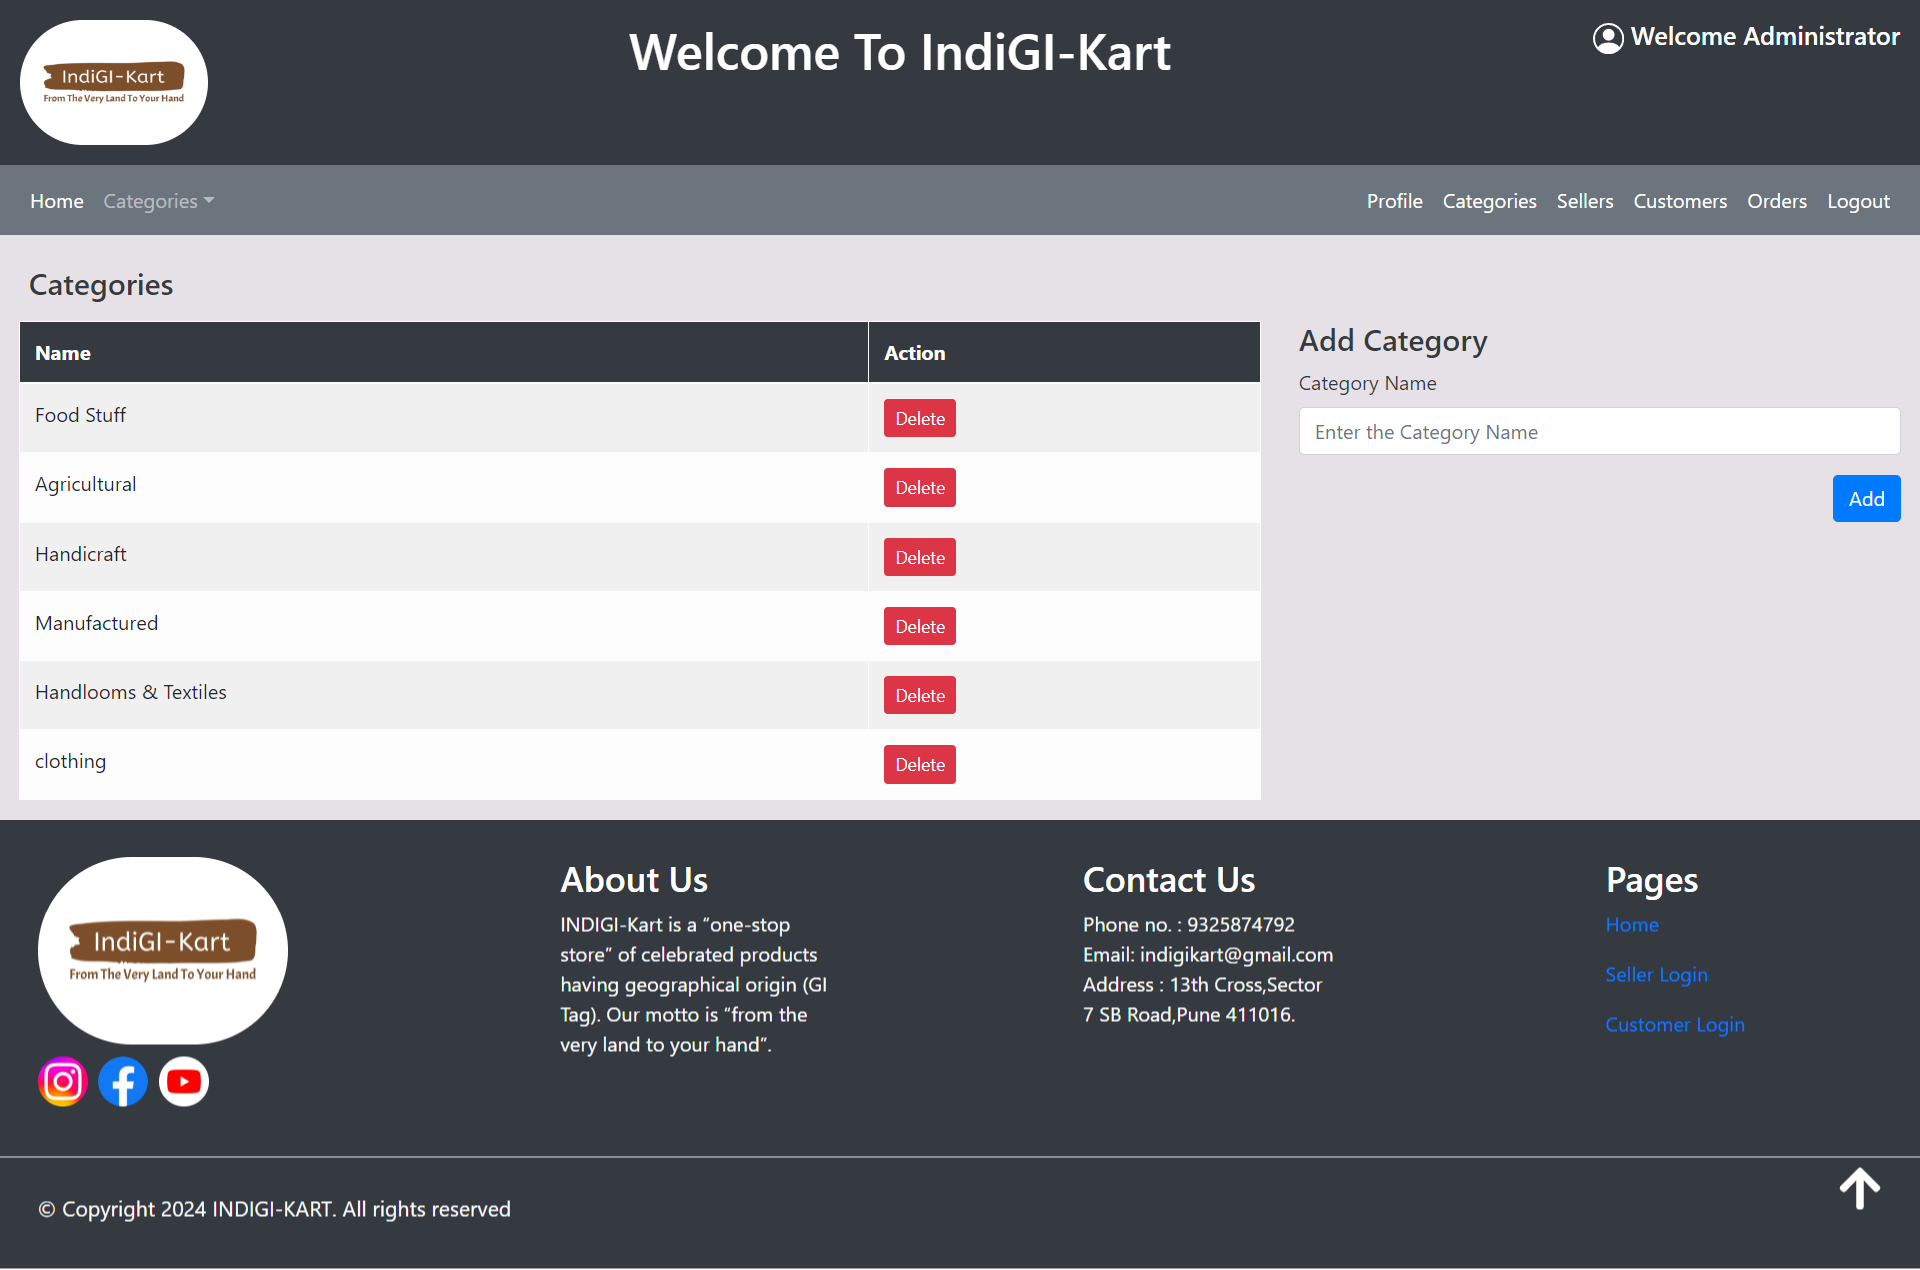 IndiGI-Kart
From The Very Land To Your Hand
Welcome To IndiGI-Kart
Welcome Administrator
Home Categories
Profile Categories Sellers Customers Orders Logout
Categories
Name Action
Food Stuff Delete
Agricultural Delete
Handicraft Delete
Manufactured Delete
Handlooms & Textiles Delete
clothing Delete
Add Category
Category Name
Enter the Category Name
Add
IndiGI-Kart
From The Very Land To Your Hand
About Us
INDIGI-Kart is a “one-stop
store” of celebrated products
having geographical origin (GI
Tag). Our motto is “from the
very land to your hand”.
Contact Us
Phone no. : 9325874792
Email: indigikart@gmail.com
Address : 13th Cross,Sector
7 SB Road,Pune 411016.
Pages
Home
Seller Login
Customer Login
© Copyright 2024 INDIGI-KART. All rights reserved